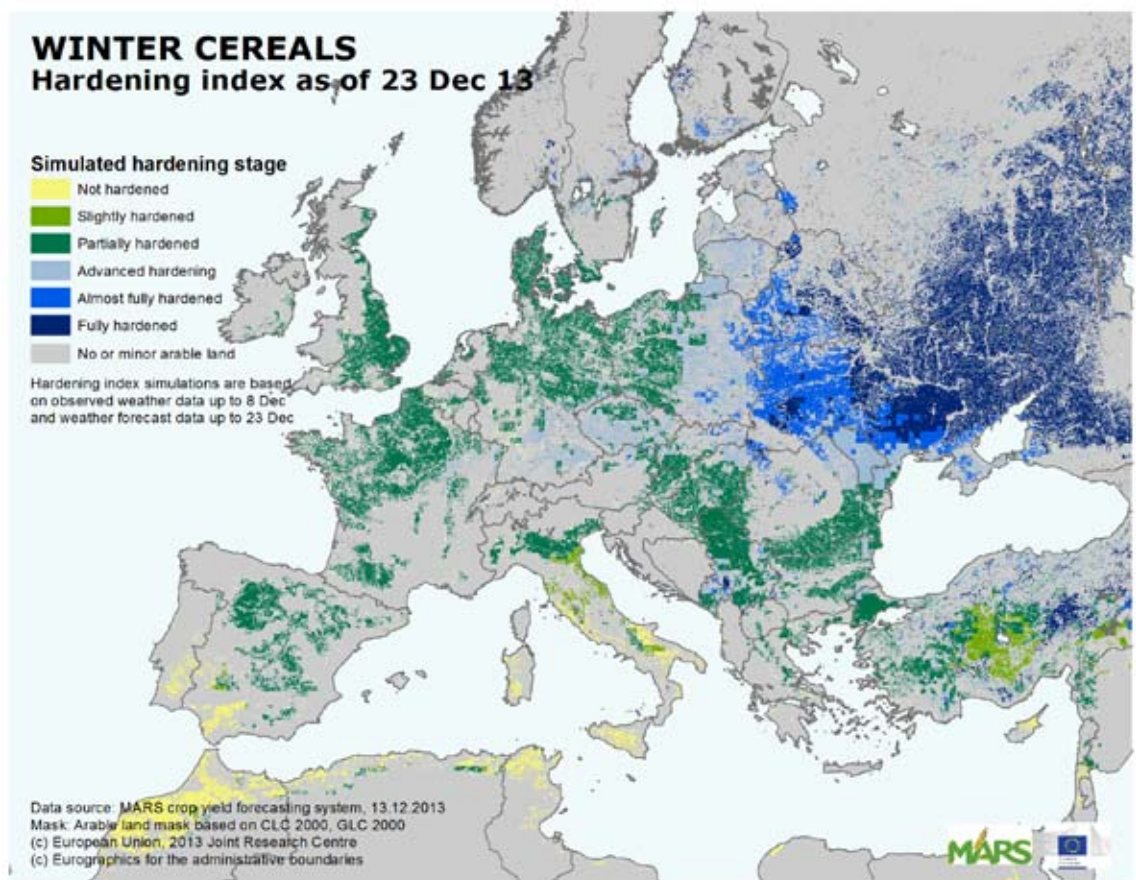 WINTER CEREALS
Hardening index as of 23 Dec 13
Simulated hardening stage
Not hardened
Slightly hardened
Partially hardened
Advanced hardening
Almost fully hardened
Fully hardened
No or minor arable land
Hardening index simulations are based
on observed weather data up to 8 Dec
and weather forecast data up to 23 Dec
Data source: MARS crop yield forecasting system, 13.12.2013
Mask: Arable land mask based on CLC 2000, GLC 2000
(c) European Union, 2013 Joint Research Centre
(c) Eurographics for the administrative boundaries
MARS